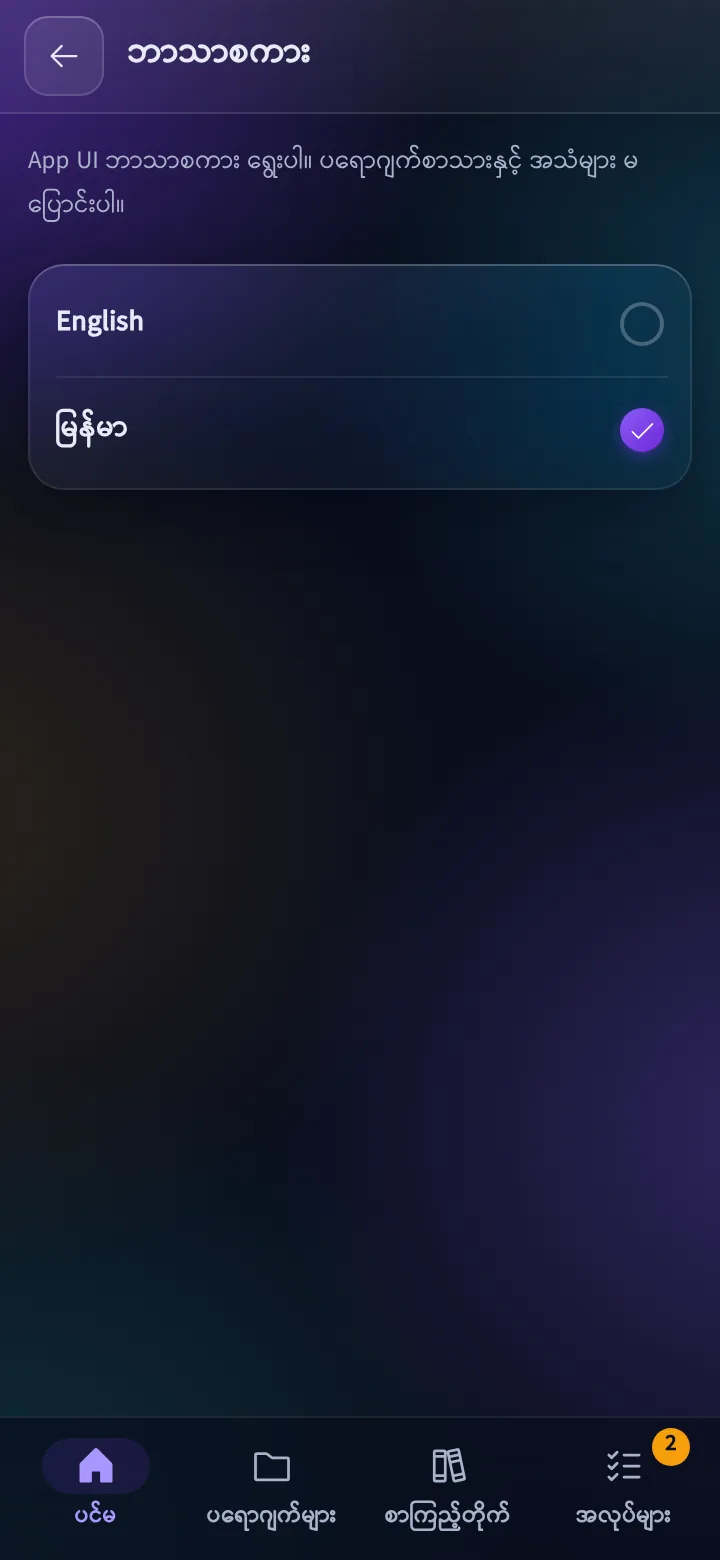 ဘာသာစကား
App UI ဘာသာစကား ရွေးပါ။ ပရောဂျက်စာသားနှင့် အသံများ မ
ပြောင်းပါ။
English
မြန်မာ
2
ပင်မ
ပရောဂျက်များ
စာကြည့်တိုက်
အလုပ်များ